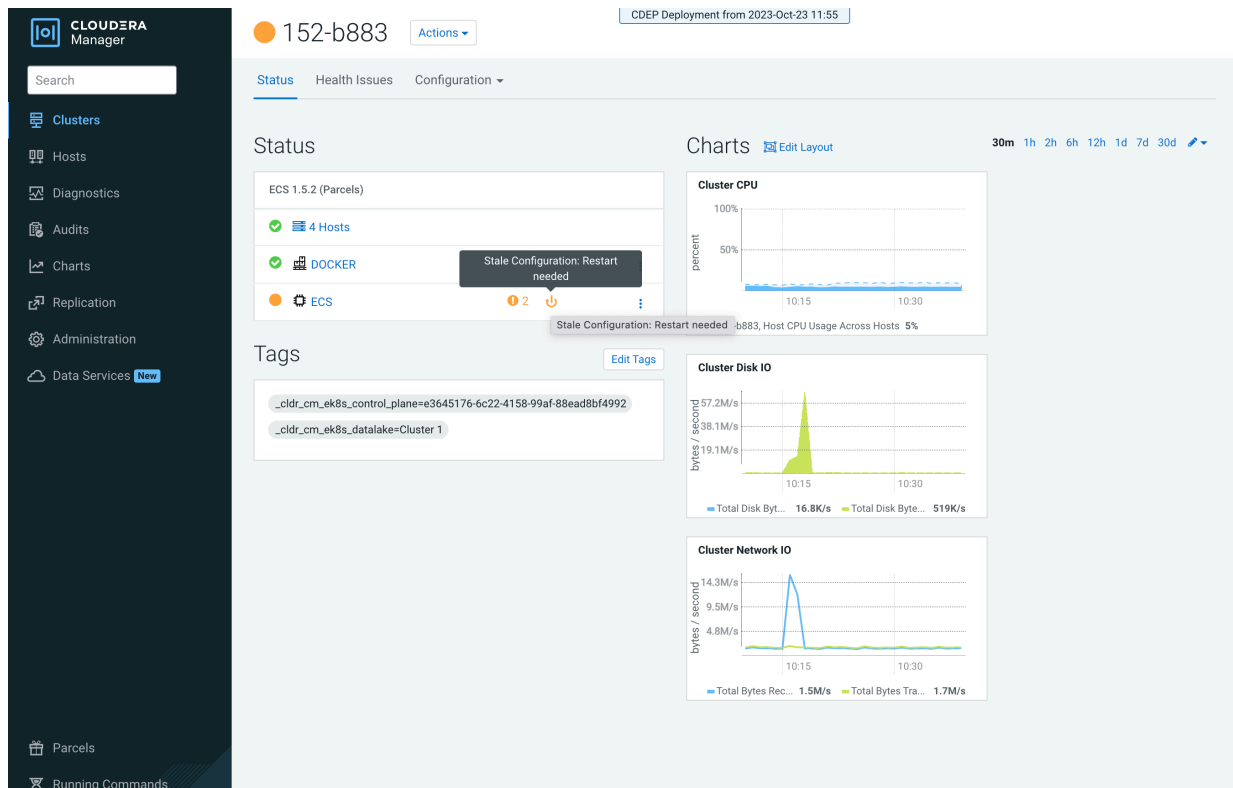 CLOUDERA
Manager
Search
Clusters
Hosts
Diagnostics
Audits
Charts
Replication
Administration
Data Services New
Parcels
Running Commands
CDEP Deployment from 2023-Oct-23 11:55
152-b883
Actions
Status
Health Issues
Configuration
Status
ECS 1.5.2 (Parcels)
4 Hosts
DOCKER
Stale Configuration: Restart
needed
ECS
2
Stale Configuration: Restart needed
Tags
Edit Tags
_cldr_cm_ek8s_control_plane=e3645176-6c22-4158-99af-88ead8bf4992
_cldr_cm_ek8s_datalake=Cluster 1
Charts
Edit Layout
30m 1h 2h 6h 12h 1d 7d 30d
Cluster CPU
percent
100%
50%
10:15 10:30
b883, Host CPU Usage Across Hosts 5%
Cluster Disk IO
bytes / second
57.2M/s
38.1M/s
19.1M/s
10:15 10:30
Total Disk Byt... 16.8K/s Total Disk Byte... 519K/s
Cluster Network IO
bytes / second
14.3M/s
9.5M/s
4.8M/s
10:15 10:30
Total Bytes Rec... 1.5M/s Total Bytes Tra... 1.7M/s